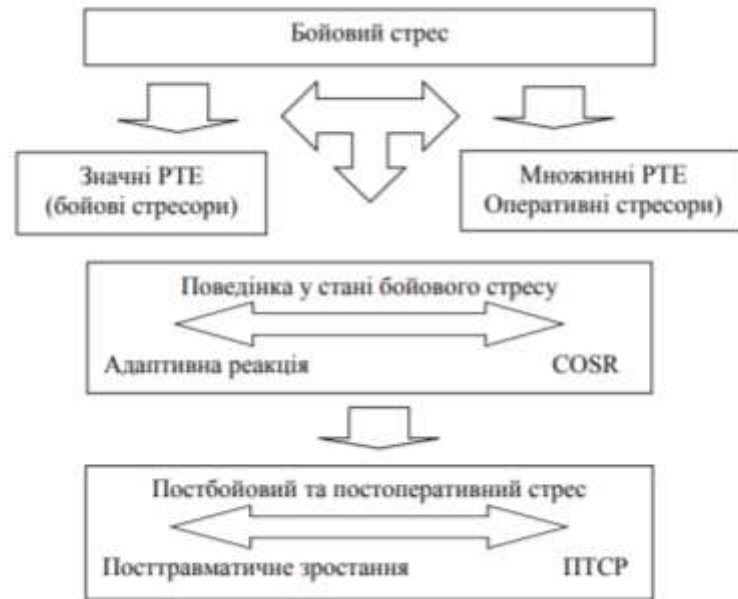 Бойовий стрес
Значні РТЕ
(бойові стресори)
Множинні РТЕ
Оперативні стресори)
Поведінка у стані бойового стресу
Адаптивна реакція
COSR
Постбойовий та постоперативний стрес
Посттравматичне зростання
ПТСР